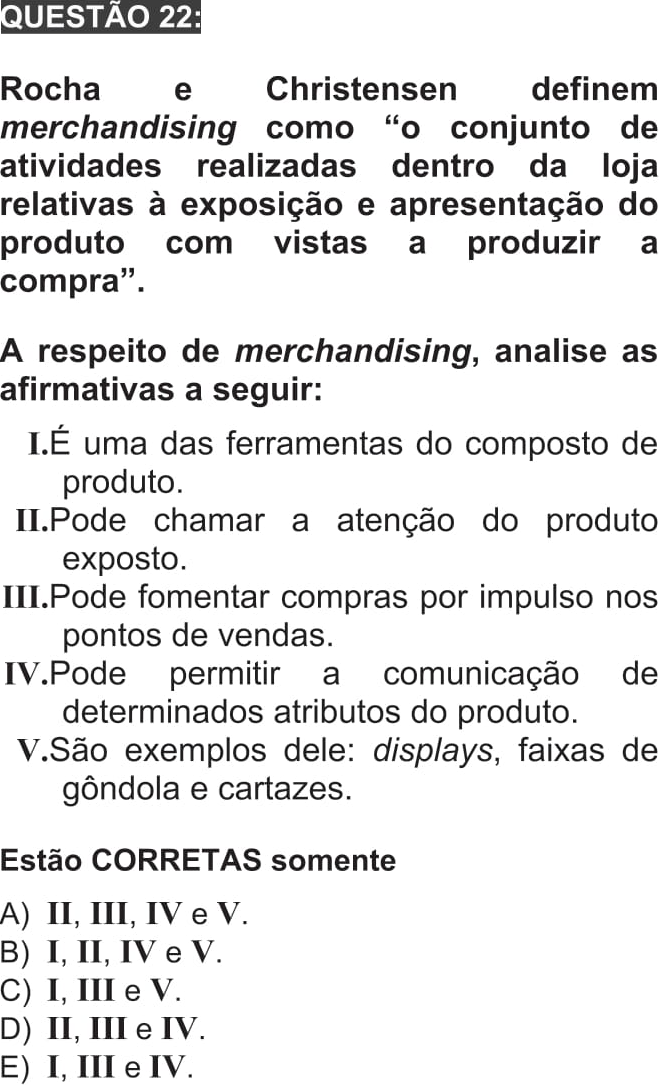 QUESTÃO 22:
Rocha e Christensen definem
merchandising como “o conjunto de
atividades realizadas dentro da loja
relativas à exposição e apresentação do
produto com vistas a produzir a
compra”.
A respeito de merchandising, analise as
afirmativas a seguir:
I.É uma das ferramentas do composto de
produto.
II.Pode chamar a atenção do produto
exposto.
III.Pode fomentar compras por impulso nos
pontos de vendas.
IV.Pode permitir a comunicação de
determinados atributos do produto.
V.São exemplos dele: displays, faixas de
gôndola e cartazes.
Estão CORRETAS somente
A) II, III, IV e V.
B) I, II, IV e V.
C) I, III e V.
D) II, III e IV.
E) I, III e IV.